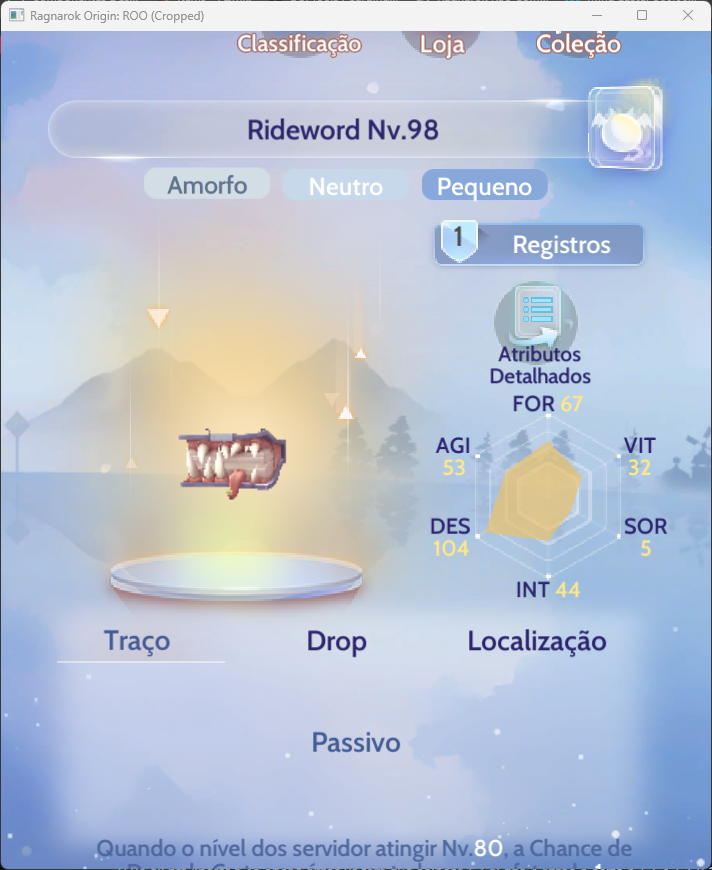 Ragnarok Origin: ROO (Cropped)
Classificação
Loja
Coleção
Rideword Nv.98
Amorfo
Neutro
Pequeno
1
Registros
Atributos
Detalhados
FOR 67
AGI
53
VIT
32
DES
104
SOR
5
INT 44
Traço
Drop
Localização
Passivo
Quando o nível dos servidor atingir Nv.80, a Chance de